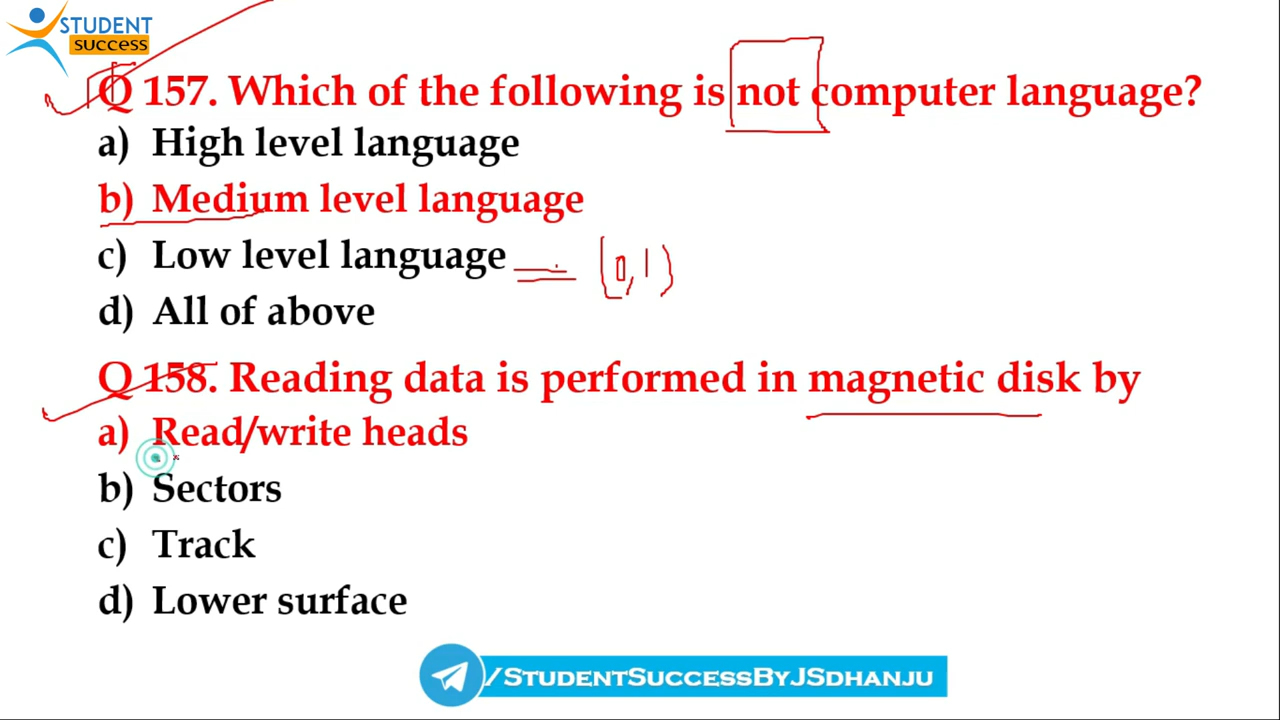 STUDENT
SUCCESS
Q 157. Which of the following is not computer language?
a) High level language
b) Medium level language
c) Low level language = (0,1)
d) All of above
Q 158. Reading data is performed in magnetic disk by
a) Read/write heads
b) Sectors
c) Track
d) Lower surface
/STUDENTSUCCESSBYJSDHANJU